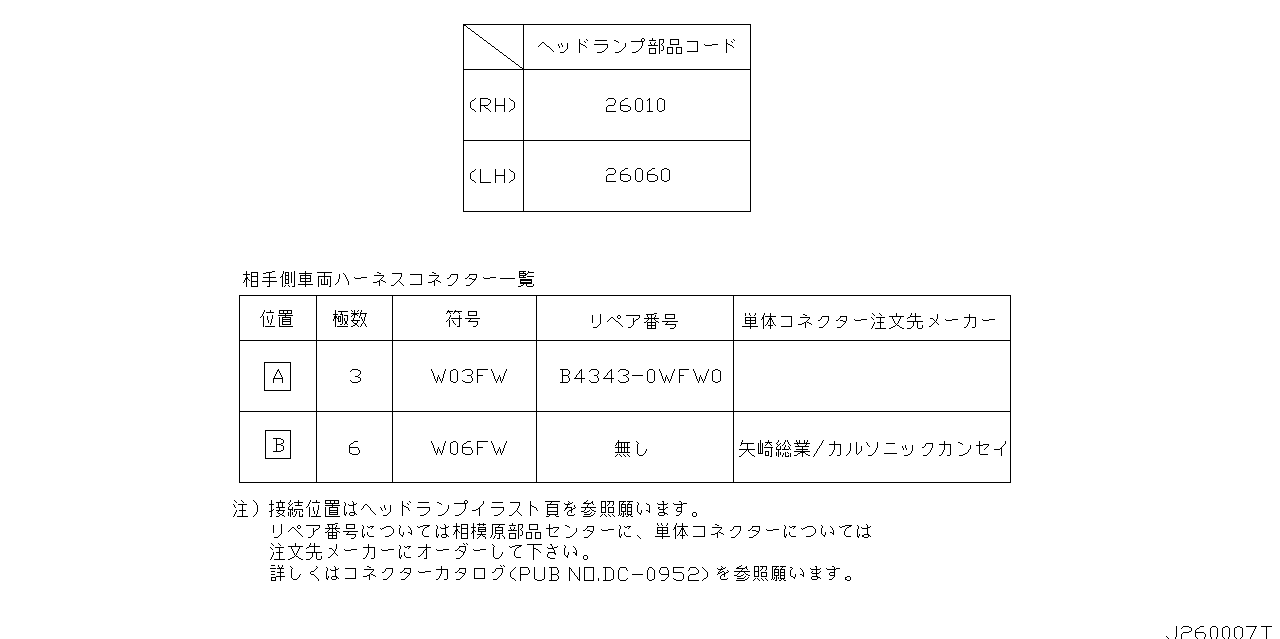 ヘッドランプ部品コード
(RH) 26010
(LH) 26060
相手側車両ハーネスコネクター一覧
位置 極数 符号 リペア番号 単体コネクター注文先メーカー
A 3 W03FW B4343-0WFW0
B 6 W06FW 無し 矢崎総業/カルソニックカンセイ
注) 接続位置はヘッドランプイラスト頁を参照願います。
リペア番号については相模原部品センターに、単体コネクターについては
注文先メーカーにオーダーして下さい。
詳しくはコネクターカタログ(PUB NO.DC-0952)を参照願います。
J260007T